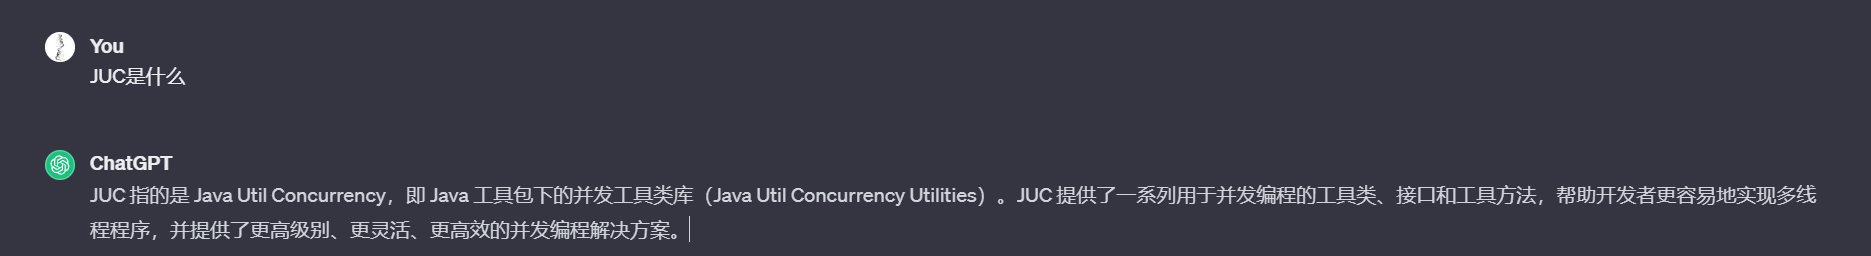 You
JUC是什么
ChatGPT
JUC 指的是 Java Util Concurrency，即 Java 工具包下的并发工具类库（Java Util Concurrency Utilities）。JUC 提供了一系列用于并发编程的工具类、接口和工具方法，帮助开发者更容易地实现多线
程程序，并提供了更高级别、更灵活、更高效的并发编程解决方案。